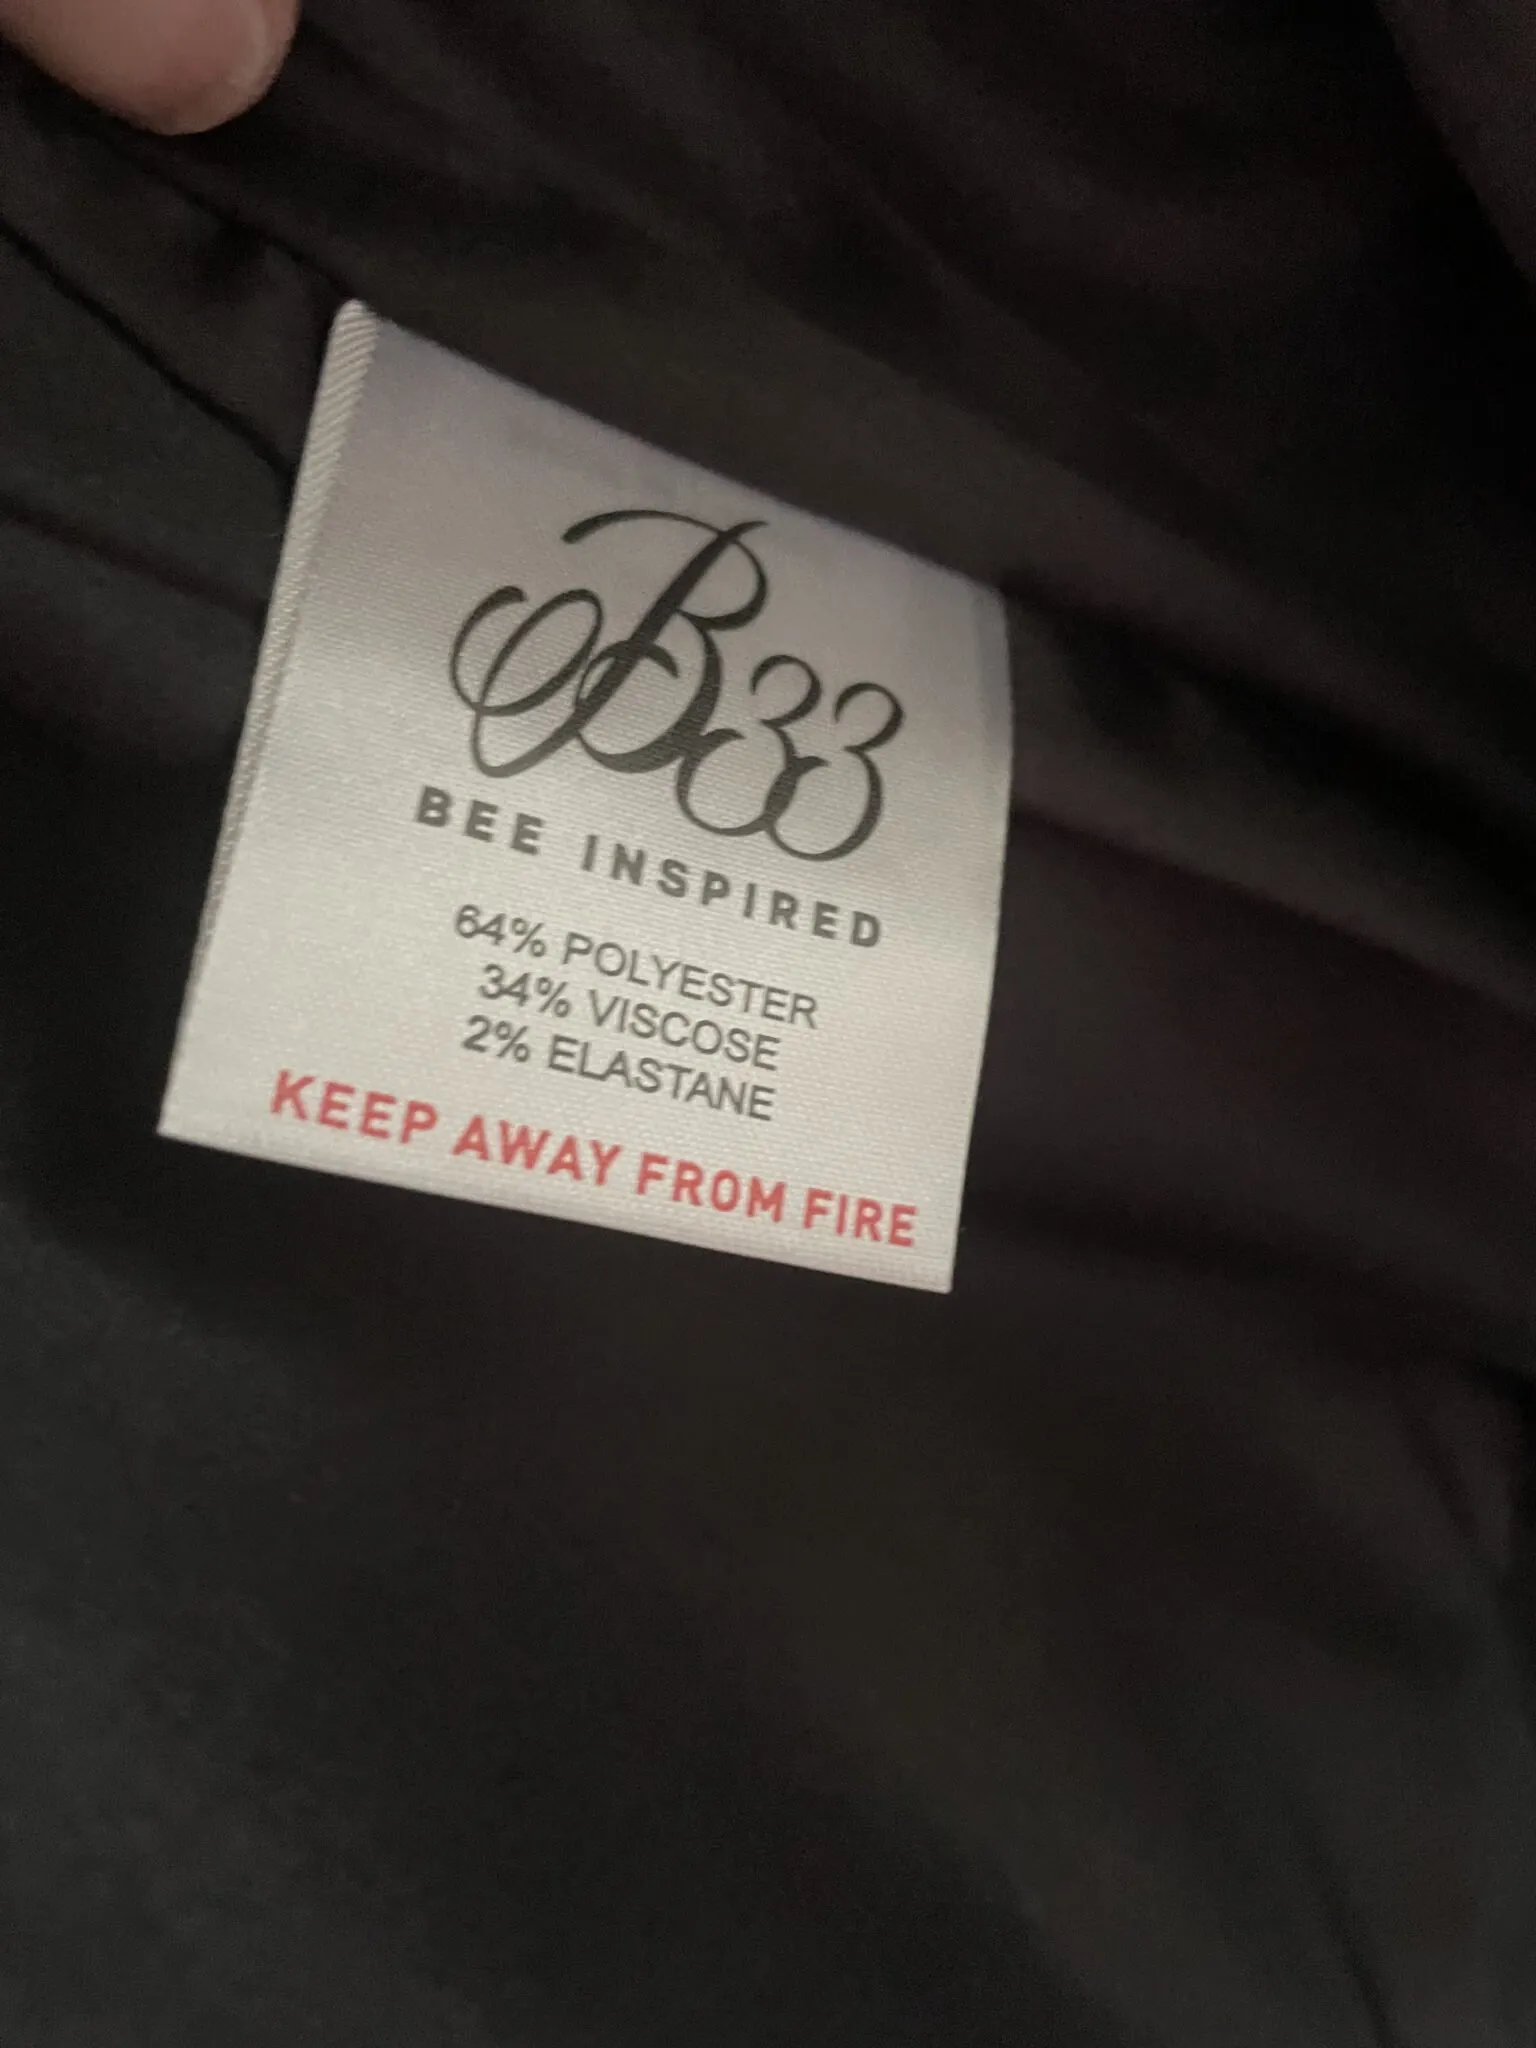 B33
BEE INSPIRED
64% POLYESTER
34% VISCOSE
2% ELASTANE
KEEP AWAY FROM FIRE